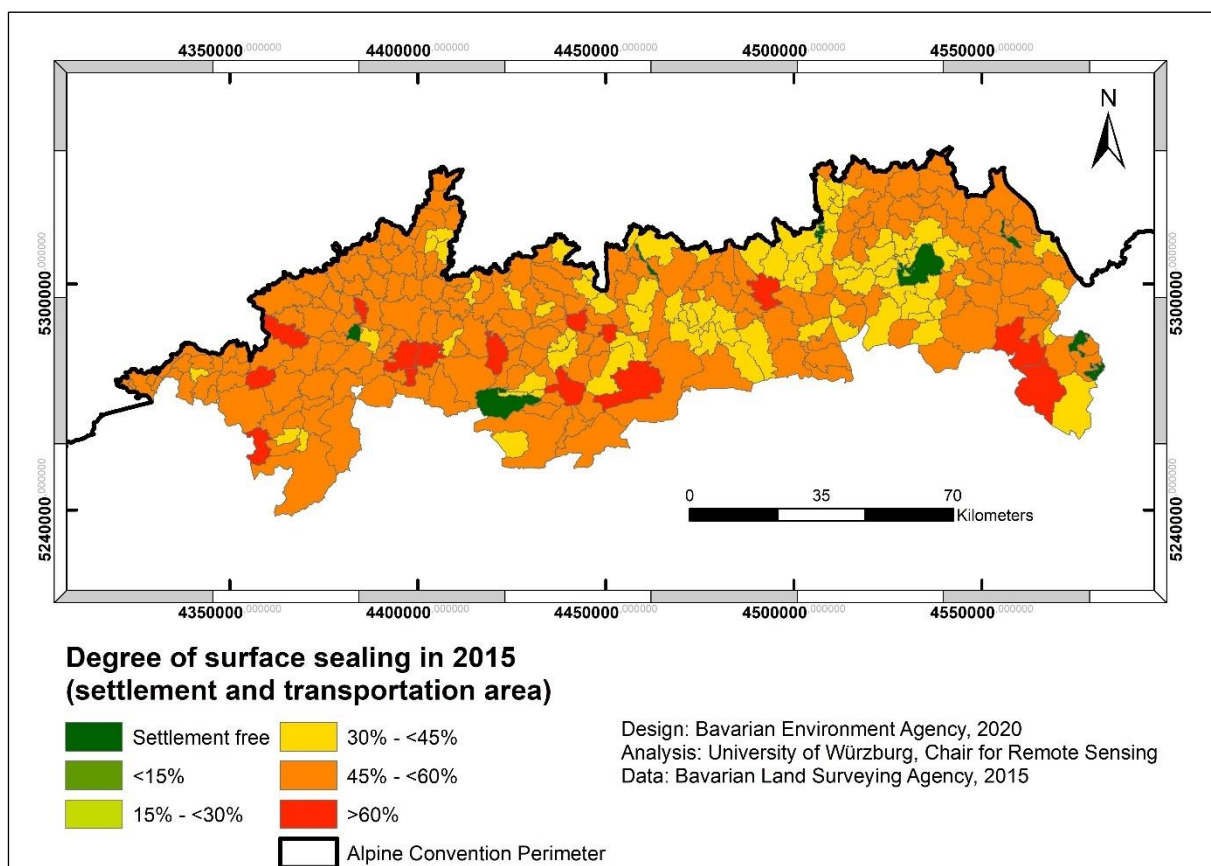 4350000,000000 4400000,000000 4450000,000000 4500000,000000 4550000,000000
N
5300000,000000
5300000,000000
0 35 70
Kilometers
5240000,000000
5240000,000000
4350000,000000 4400000,000000 4450000,000000 4500000,000000 4550000,000000
Degree of surface sealing in 2015
(settlement and transportation area)
Settlement free
<15%
15% - <30%
30% - <45%
45% - <60%
>60%
Alpine Convention Perimeter
Design: Bavarian Environment Agency, 2020
Analysis: University of Würzburg, Chair for Remote Sensing
Data: Bavarian Land Surveying Agency, 2015